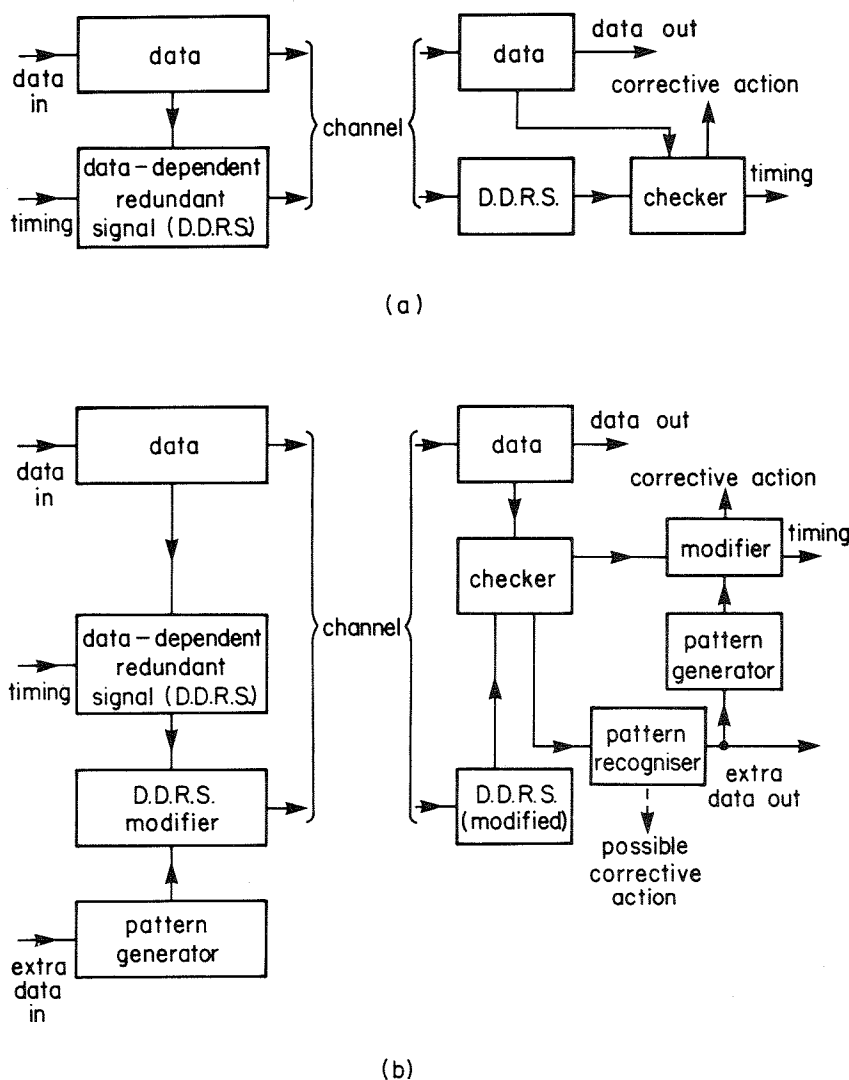 data
data in
data-dependent
redundant
signal (D.D.R.S.)
timing
channel
data
data out
corrective action
D.D.R.S.
checker
timing
(a)
data
data
in
data-dependent
redundant
signal (D.D.R.S.)
timing
D.D.R.S.
modifier
pattern
generator
extra
data
in
channel
data
data out
checker
corrective action
modifier
timing
pattern
generator
pattern
recogniser
extra
data out
D.D.R.S.
(modified)
possible
corrective
action
(b)